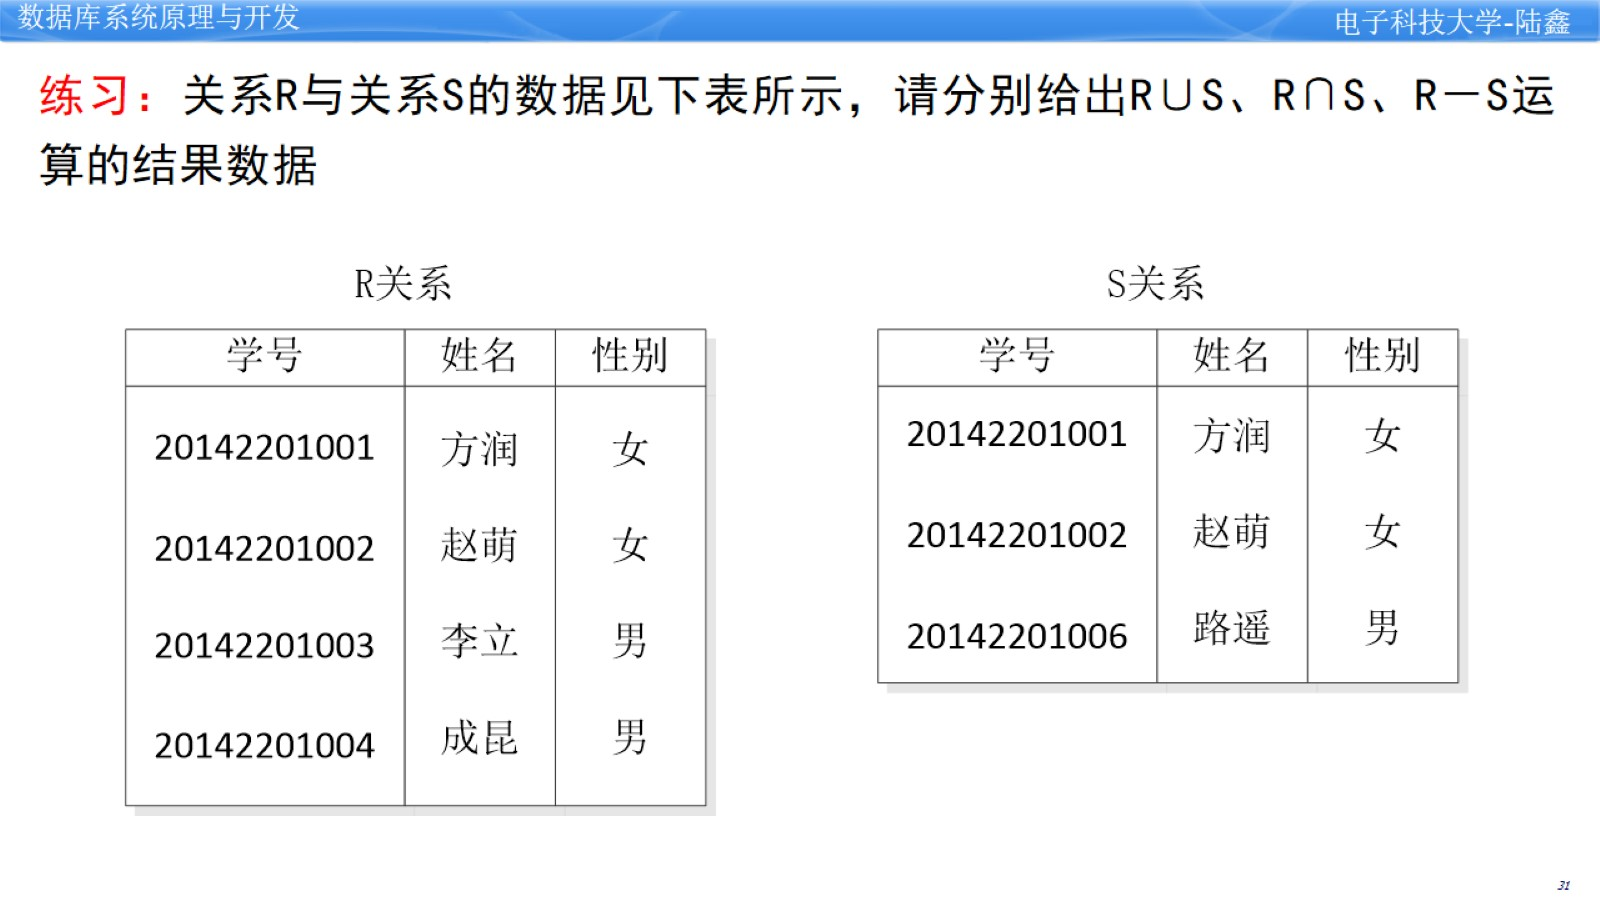 数据库系统原理与开发
电子科技大学-陆鑫
练习：关系R与关系S的数据见下表所示，请分别给出R∪S、R∩S、R－S运
算的结果数据
R关系
学号 姓名 性别
20142201001 方润 女
20142201002 赵萌 女
20142201003 李立 男
20142201004 成昆 男
S关系
学号 姓名 性别
20142201001 方润 女
20142201002 赵萌 女
20142201006 路遥 男
31